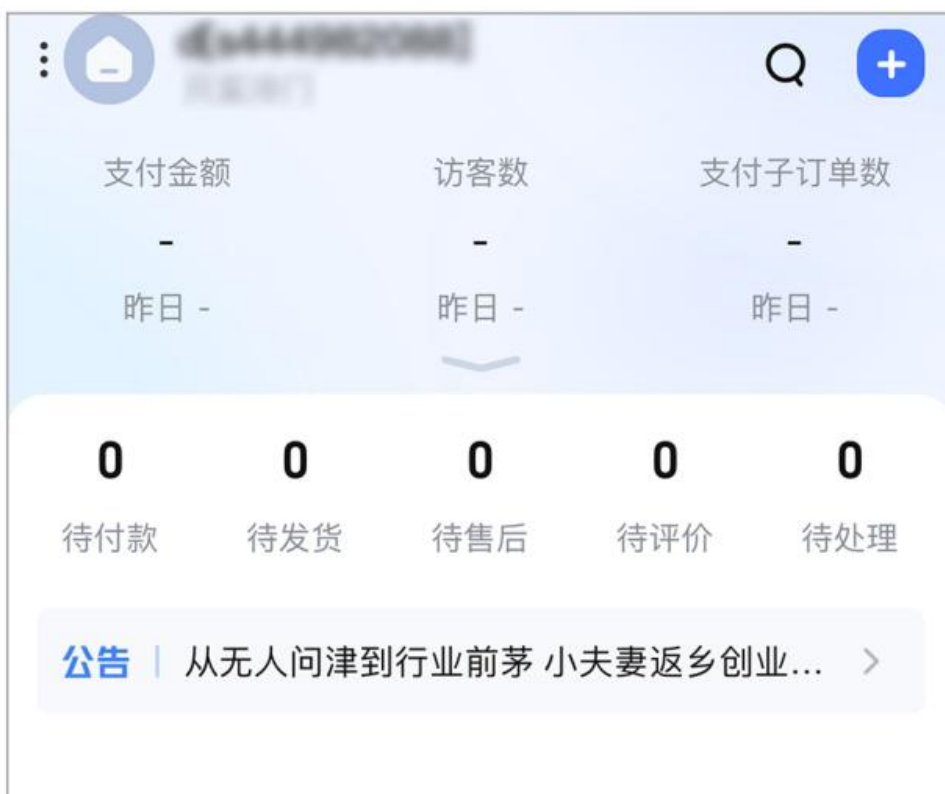 支付金额 访客数 支付子订单数
- - -
昨日 - 昨日 - 昨日 -
0 0 0 0 0
待付款 待发货 待售后 待评价 待处理
公告 | 从无人问津到行业前茅 小夫妻返乡创业... >